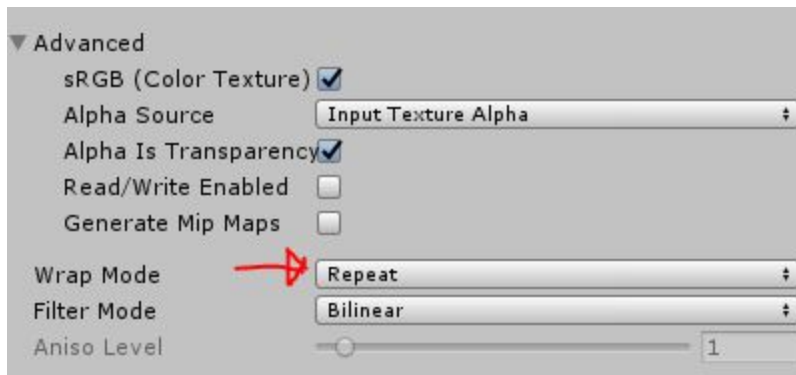 Advanced
sRGB (Color Texture)
Alpha Source Input Texture Alpha
Alpha Is Transparency
Read/Write Enabled
Generate Mip Maps
Wrap Mode Repeat
Filter Mode Bilinear
Aniso Level 1